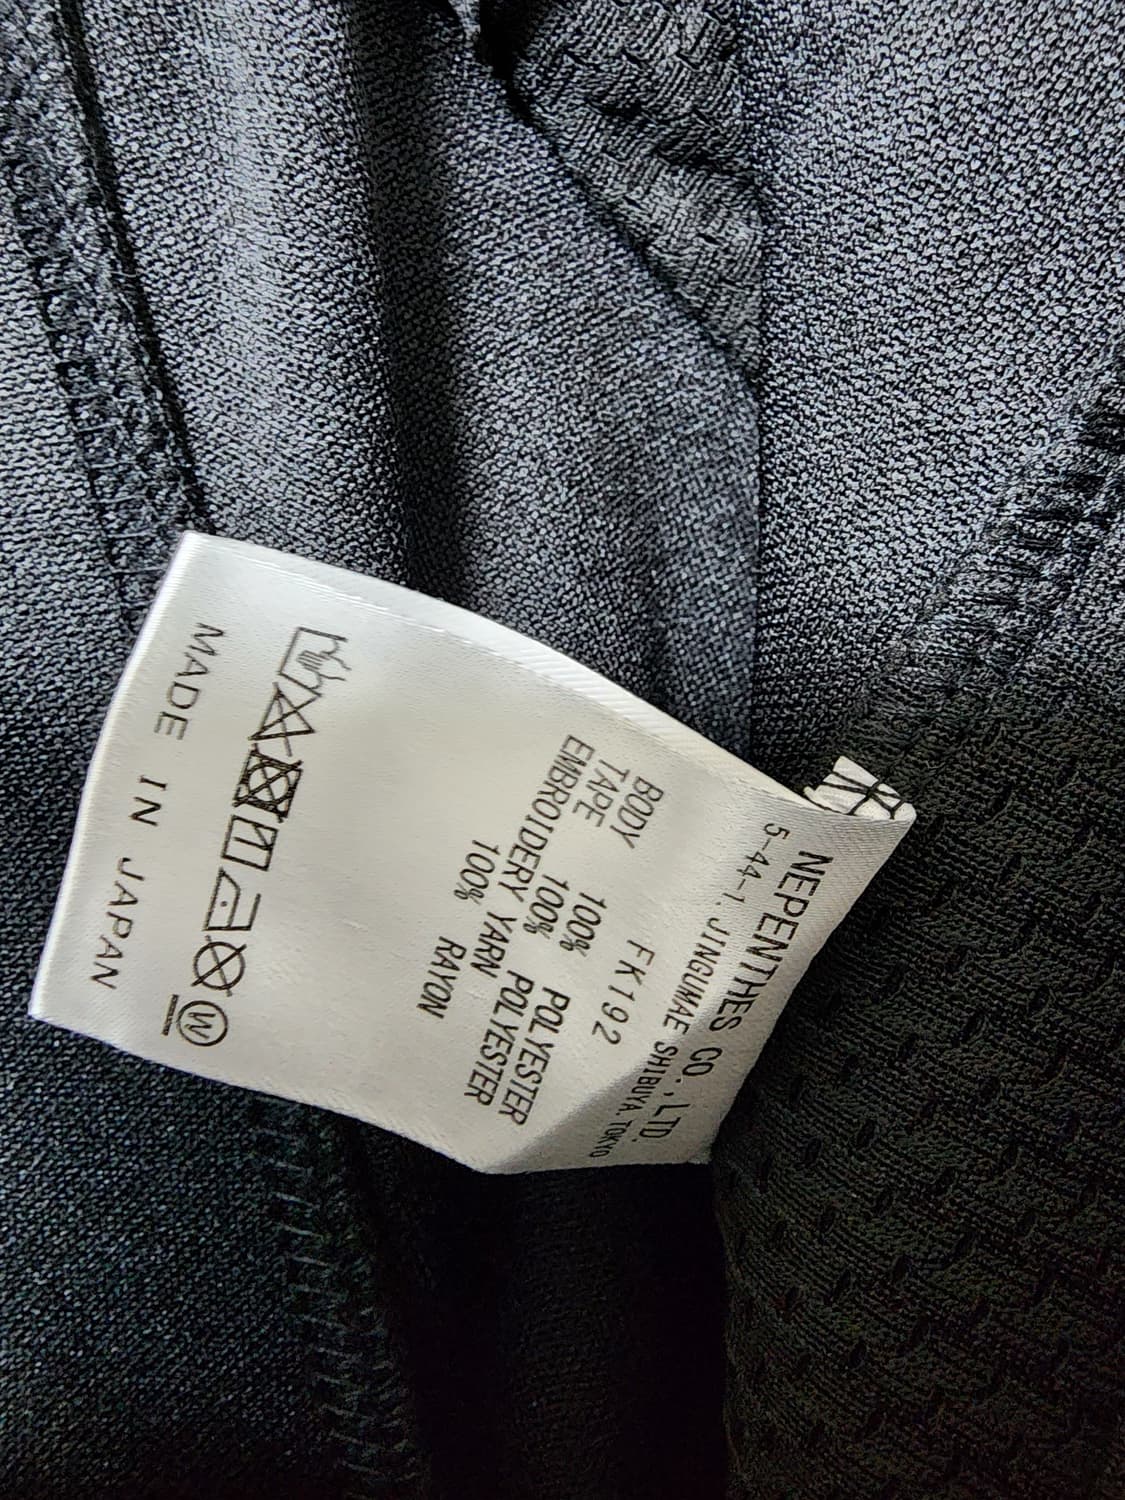 NEPENTHES CO., LTD.
5-44-1, JINGUMAE SHIBUYA, TOKYO
FK192
BODY 100% POLYESTER
TAPE 100% POLYESTER
EMBROIDERY YARN
100% RAYON
W
MADE IN JAPAN